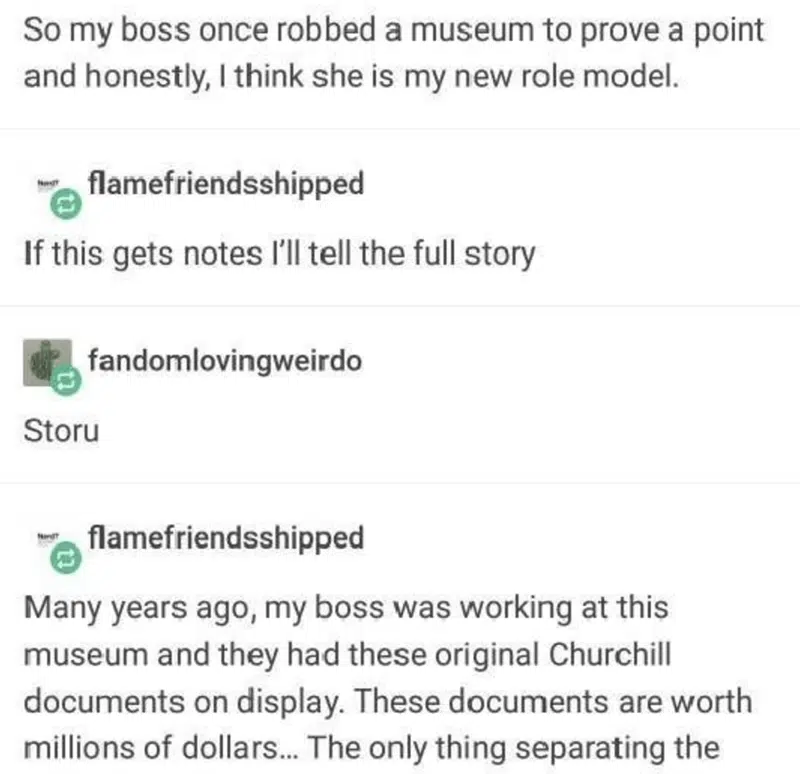 So my boss once robbed a museum to prove a point
and honestly, I think she is my new role model.
flamefriendsshipped
If this gets notes I'll tell the full story
fandomlovingweirdo
Storu
flamefriendsshipped
Many years ago, my boss was working at this
museum and they had these original Churchill
documents on display. These documents are worth
millions of dollars... The only thing separating the